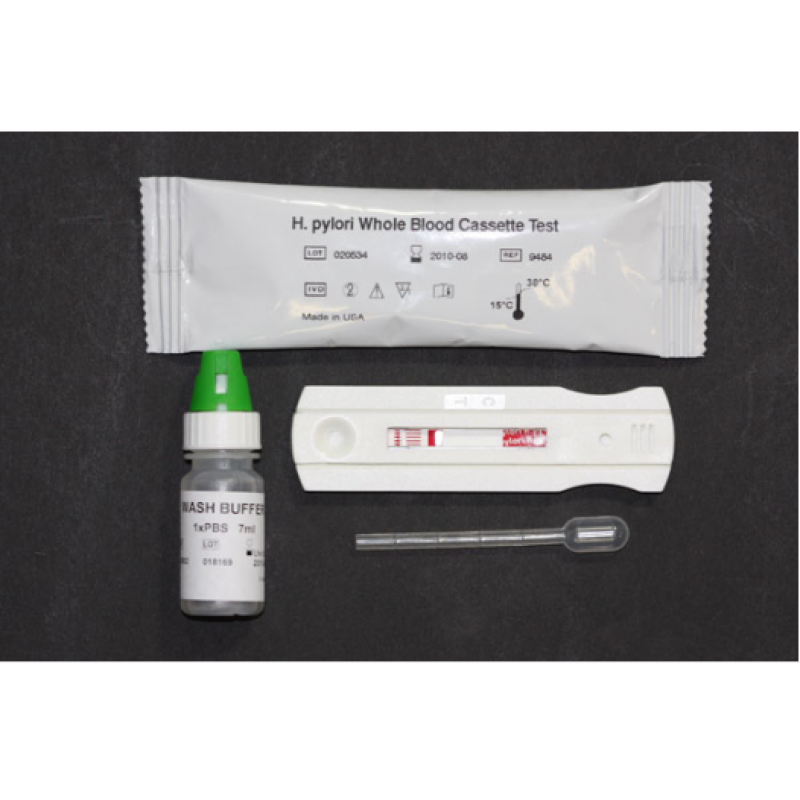 H. pylori Whole Blood Cassette Test
LOT 020534 2010-08 REF 9484
IVD 2 38°C
15°C
Made in USA
C
T
WASH BUFFER
1xPBS 7ml
LOT
018169